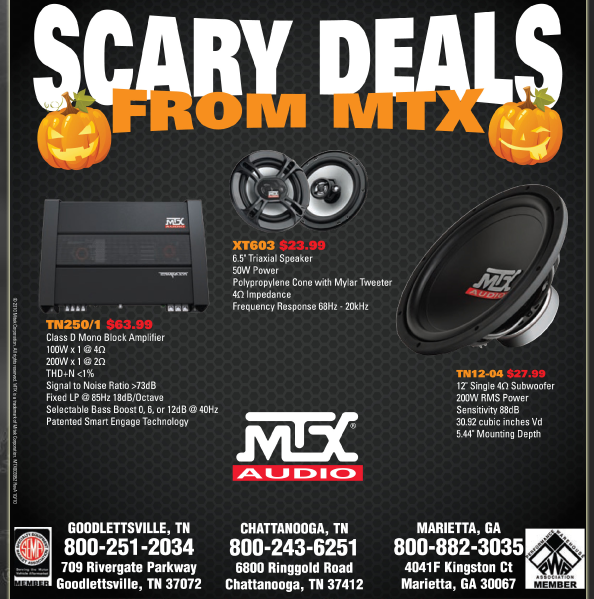 SCARY DEALS
FROM MTX
XT603 $23.99
6.5" Triaxial Speaker
50W Power
Polypropylene Cone with Mylar Tweeter
4Ω Impedance
Frequency Response 68Hz - 20kHz
MTX
TN250/1 $63.99
Class D Mono Block Amplifier
100W x 1 @ 4Ω
200W x 1 @ 2Ω
THD+N <1%
Signal to Noise Ratio >73dB
Fixed LP @ 85Hz 18dB/Octave
Selectable Bass Boost 0, 6, or 12dB @ 40Hz
Patented Smart Engage Technology
MTX
AUDIO
TN12-04 $27.99
12" Single 4Ω Subwoofer
200W RMS Power
Sensitivity 88dB
30.92 cubic inches Vd
5.44" Mounting Depth
MTX®
AUDIO
GOODLETTSVILLE, TN
800-251-2034
709 Rivergate Parkway
Goodlettsville, TN 37072
CHATTANOOGA, TN
800-243-6251
6800 Ringgold Road
Chattanooga, TN 37412
MARIETTA, GA
800-882-3035
4041F Kingston Ct
Marietta, GA 30067
SEMA
MEMBER
PWA
ASSOCIATION
MEMBER